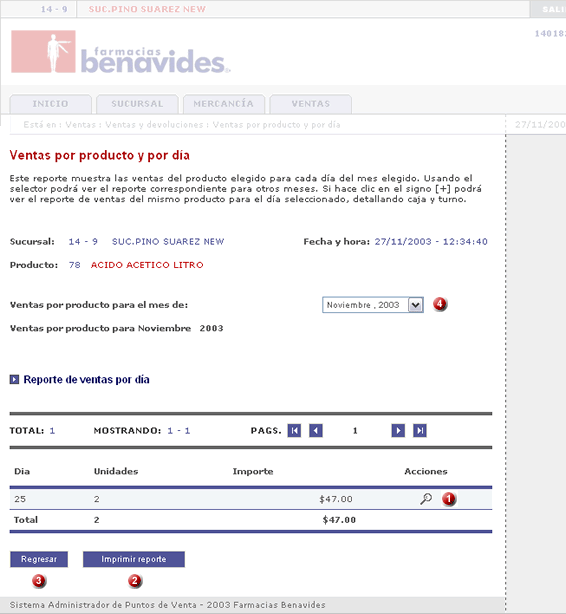 14 - 9 SUC.PINO SUAREZ NEW
farmacias
benavides
INICIO SUCURSAL MERCANCÍA VENTAS
Está en : Ventas : Ventas y devoluciones : Ventas por producto y por día
Ventas por producto y por día
Este reporte muestra las ventas del producto elegido para cada día del mes elegido. Usando el
selector podrá ver el reporte correspondiente para otros meses. Si hace clic en el signo [+] podrá
ver el reporte de ventas del mismo producto para el día seleccionado, detallando caja y turno.
Sucursal: 14 - 9 SUC.PINO SUAREZ NEW Fecha y hora: 27/11/2003 - 12:34:40
Producto: 78 ACIDO ACETICO LITRO
Ventas por producto para el mes de: Noviembre , 2003 4
Ventas por producto para Noviembre 2003
Reporte de ventas por día
TOTAL: 1 MOSTRANDO: 1 - 1 PAGS. 1
Dia Unidades Importe Acciones
25 2 $47.00 1
Total 2 $47.00
Regresar Imprimir reporte
3 2
Sistema Administrador de Puntos de Venta - 2003 Farmacias Benavides